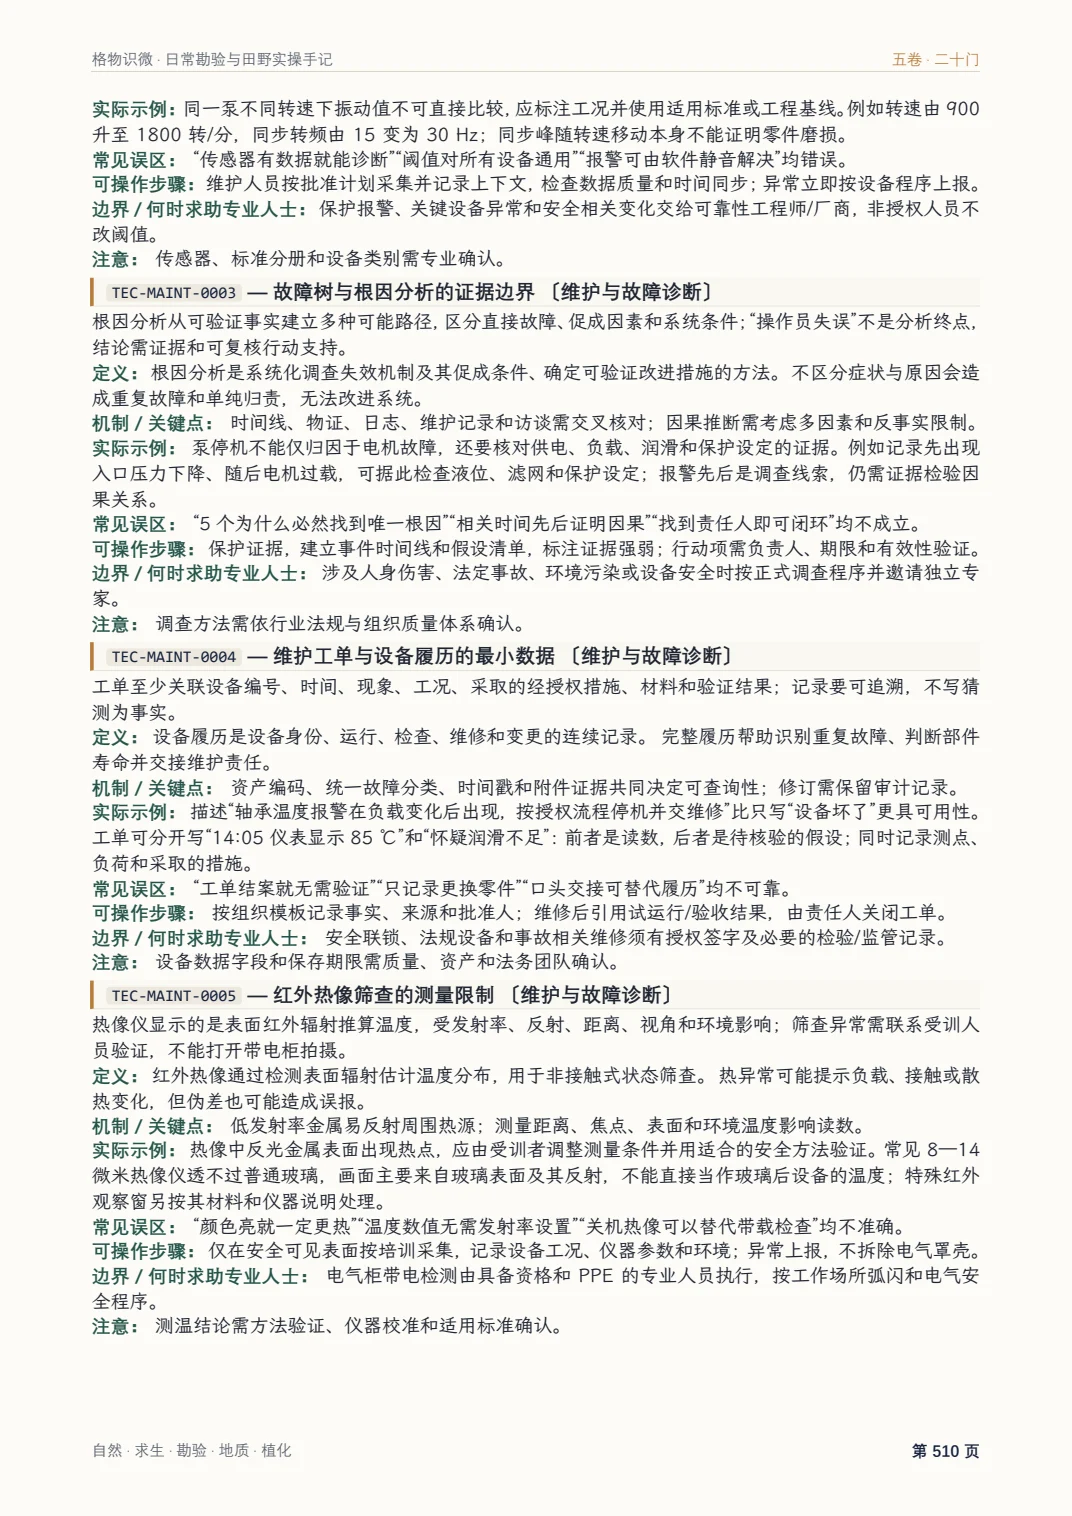 格物识微 · 日常勘验与田野实操手记
五卷 · 二十门
实际示例：同一泵不同转速下振动值不可直接比较，应标注工况并使用适用标准或工程基线。例如转速由 900
升至 1800 转/分，同步转频由 15 变为 30 Hz；同步峰随转速移动本身不能证明零件磨损。
常见误区：“传感器有数据就能诊断”“阈值对所有设备通用”“报警可由软件静音解决”均错误。
可操作步骤：维护人员按批准计划采集并记录上下文，检查数据质量和时间同步；异常立即按设备程序上报。
边界 / 何时求助专业人士：保护报警、关键设备异常和安全相关变化交给可靠性工程师/厂商，非授权人员不
改阈值。
注意：传感器、标准分册和设备类别需专业确认。
TEC-MAINT-0003 — 故障树与根因分析的证据边界 〔维护与故障诊断〕
根因分析从可验证事实建立多种可能路径，区分直接故障、促成因素和系统条件；“操作员失误”不是分析终点，
结论需证据和可复核行动支持。
定义：根因分析是系统化调查失效机制及其促成条件、确定可验证改进措施的方法。 不区分症状与原因会造
成重复故障和单纯归责，无法改进系统。
机制 / 关键点：时间线、物证、日志、维护记录和访谈需交叉核对；因果推断需考虑多因素和反事实限制。
实际示例：泵停机不能仅归因于电机故障，还要核对供电、负载、润滑和保护设定的证据。例如记录先出现
入口压力下降、随后电机过载，可据此检查液位、滤网和保护设定；报警先后是调查线索，仍需证据检验因
果关系。
常见误区：“5 个为什么必然找到唯一根因”“相关时间先后证明因果”“找到责任人即可闭环”均不成立。
可操作步骤：保护证据，建立事件时间线和假设清单，标注证据强弱；行动项需负责人、期限和有效性验证。
边界 / 何时求助专业人士：涉及人身伤害、法定事故、环境污染或设备安全时按正式调查程序并邀请独立专
家。
注意：调查方法需依行业法规与组织质量体系确认。
TEC-MAINT-0004 — 维护工单与设备履历的最小数据 〔维护与故障诊断〕
工单至少关联设备编号、时间、现象、工况、采取的经授权措施、材料和验证结果；记录要可追溯，不写猜
测为事实。
定义：设备履历是设备身份、运行、检查、维修和变更的连续记录。 完整履历帮助识别重复故障、判断部件
寿命并交接维护责任。
机制 / 关键点：资产编码、统一故障分类、时间戳和附件证据共同决定可查询性；修订需保留审计记录。
实际示例：描述“轴承温度报警在负载变化后出现，按授权流程停机并交维修”比只写“设备坏了”更具可用性。
工单可分开写“14:05 仪表显示 85 ℃”和“怀疑润滑不足”：前者是读数，后者是待核验的假设；同时记录测点、
负荷和采取的措施。
常见误区：“工单结案就无需验证”“只记录更换零件”“口头交接可替代履历”均不可靠。
可操作步骤：按组织模板记录事实、来源和批准人；维修后引用试运行/验收结果，由责任人关闭工单。
边界 / 何时求助专业人士：安全联锁、法规设备和事故相关维修须有授权签字及必要的检验/监管记录。
注意：设备数据字段和保存期限需质量、资产和法务团队确认。
TEC-MAINT-0005 — 红外热像筛查的测量限制 〔维护与故障诊断〕
热像仪显示的是表面红外辐射推算温度，受发射率、反射、距离、视角和环境影响；筛查异常需联系受训人
员验证，不能打开带电柜拍摄。
定义：红外热像通过检测表面辐射估计温度分布，用于非接触式状态筛查。 热异常可能提示负载、接触或散
热变化，但伪差也可能造成误报。
机制 / 关键点：低发射率金属易反射周围热源；测量距离、焦点、表面和环境温度影响读数。
实际示例：热像中反光金属表面出现热点，应由受训者调整测量条件并用适合的安全方法验证。常见 8—14
微米热像仪透不过普通玻璃，画面主要来自玻璃表面及其反射，不能直接当作玻璃后设备的温度；特殊红外
观察窗另按其材料和仪器说明处理。
常见误区：“颜色亮就一定更热”“温度数值无需发射率设置”“关机热像可以替代带载检查”均不准确。
可操作步骤：仅在安全可见表面按培训采集，记录设备工况、仪器参数和环境；异常上报，不拆除电气罩壳。
边界 / 何时求助专业人士：电气柜带电检测由具备资格和 PPE 的专业人员执行，按工作场所弧闪和电气安
全程序。
注意：测温结论需方法验证、仪器校准和适用标准确认。
自然 · 求生 · 勘验 · 地质 · 植化
第 510 页